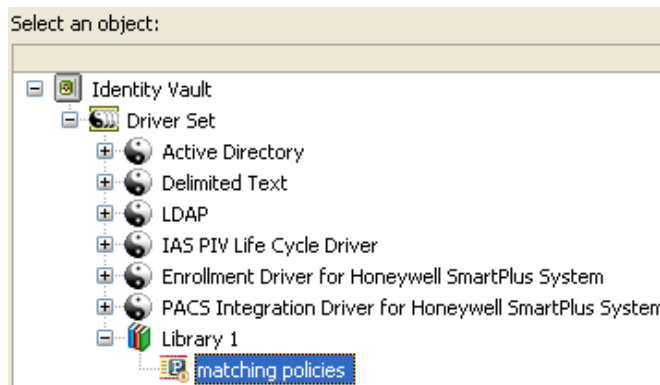 Select an object:
Identity Vault
Driver Set
Active Directory
Delimited Text
LDAP
IAS PIV Life Cycle Driver
Enrollment Driver for Honeywell SmartPlus System
PACS Integration Driver for Honeywell SmartPlus System
Library 1
matching policies